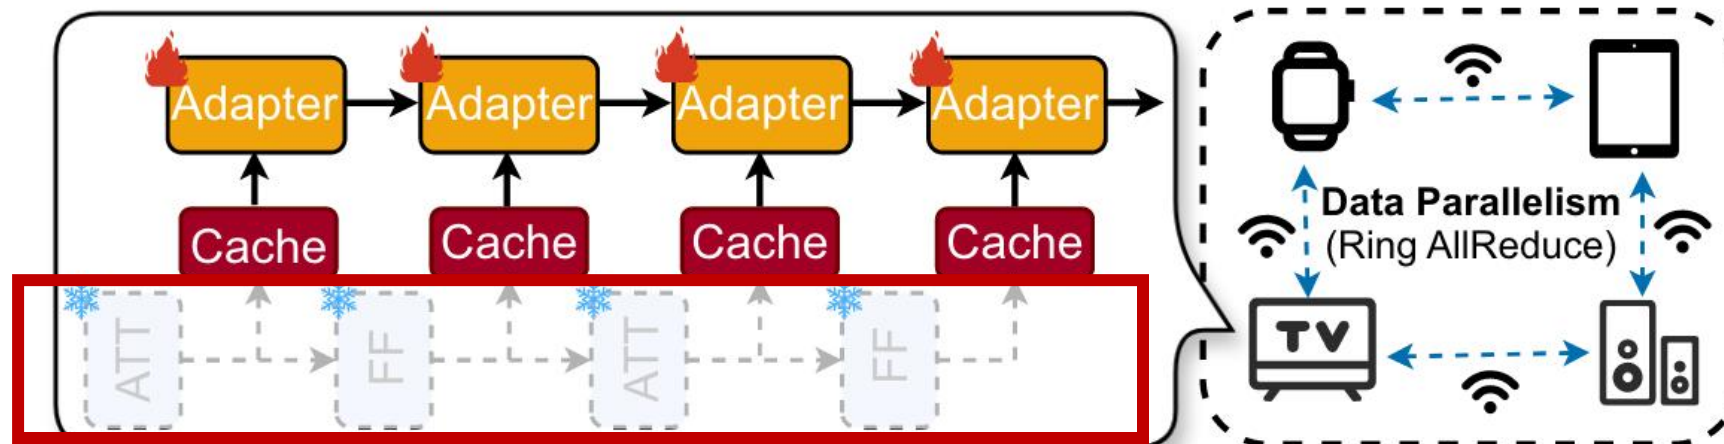 Adapter Adapter Adapter Adapter
Cache Cache Cache Cache
ATT FF ATT FF
Data Parallelism
(Ring AllReduce)
TV